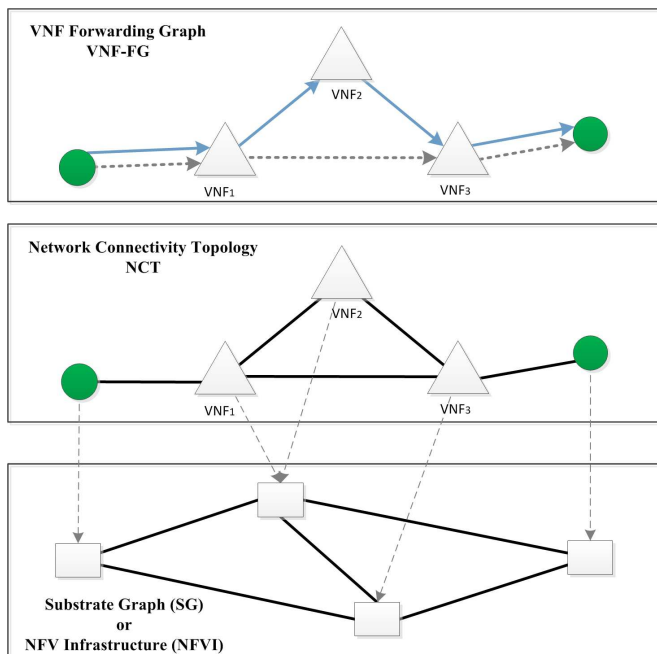 VNF Forwarding Graph
VNF-FG
VNF2
VNF1
VNF3
Network Connectivity Topology
NCT
VNF2
VNF1
VNF3
Substrate Graph (SG)
or
NFV Infrastructure (NFVI)